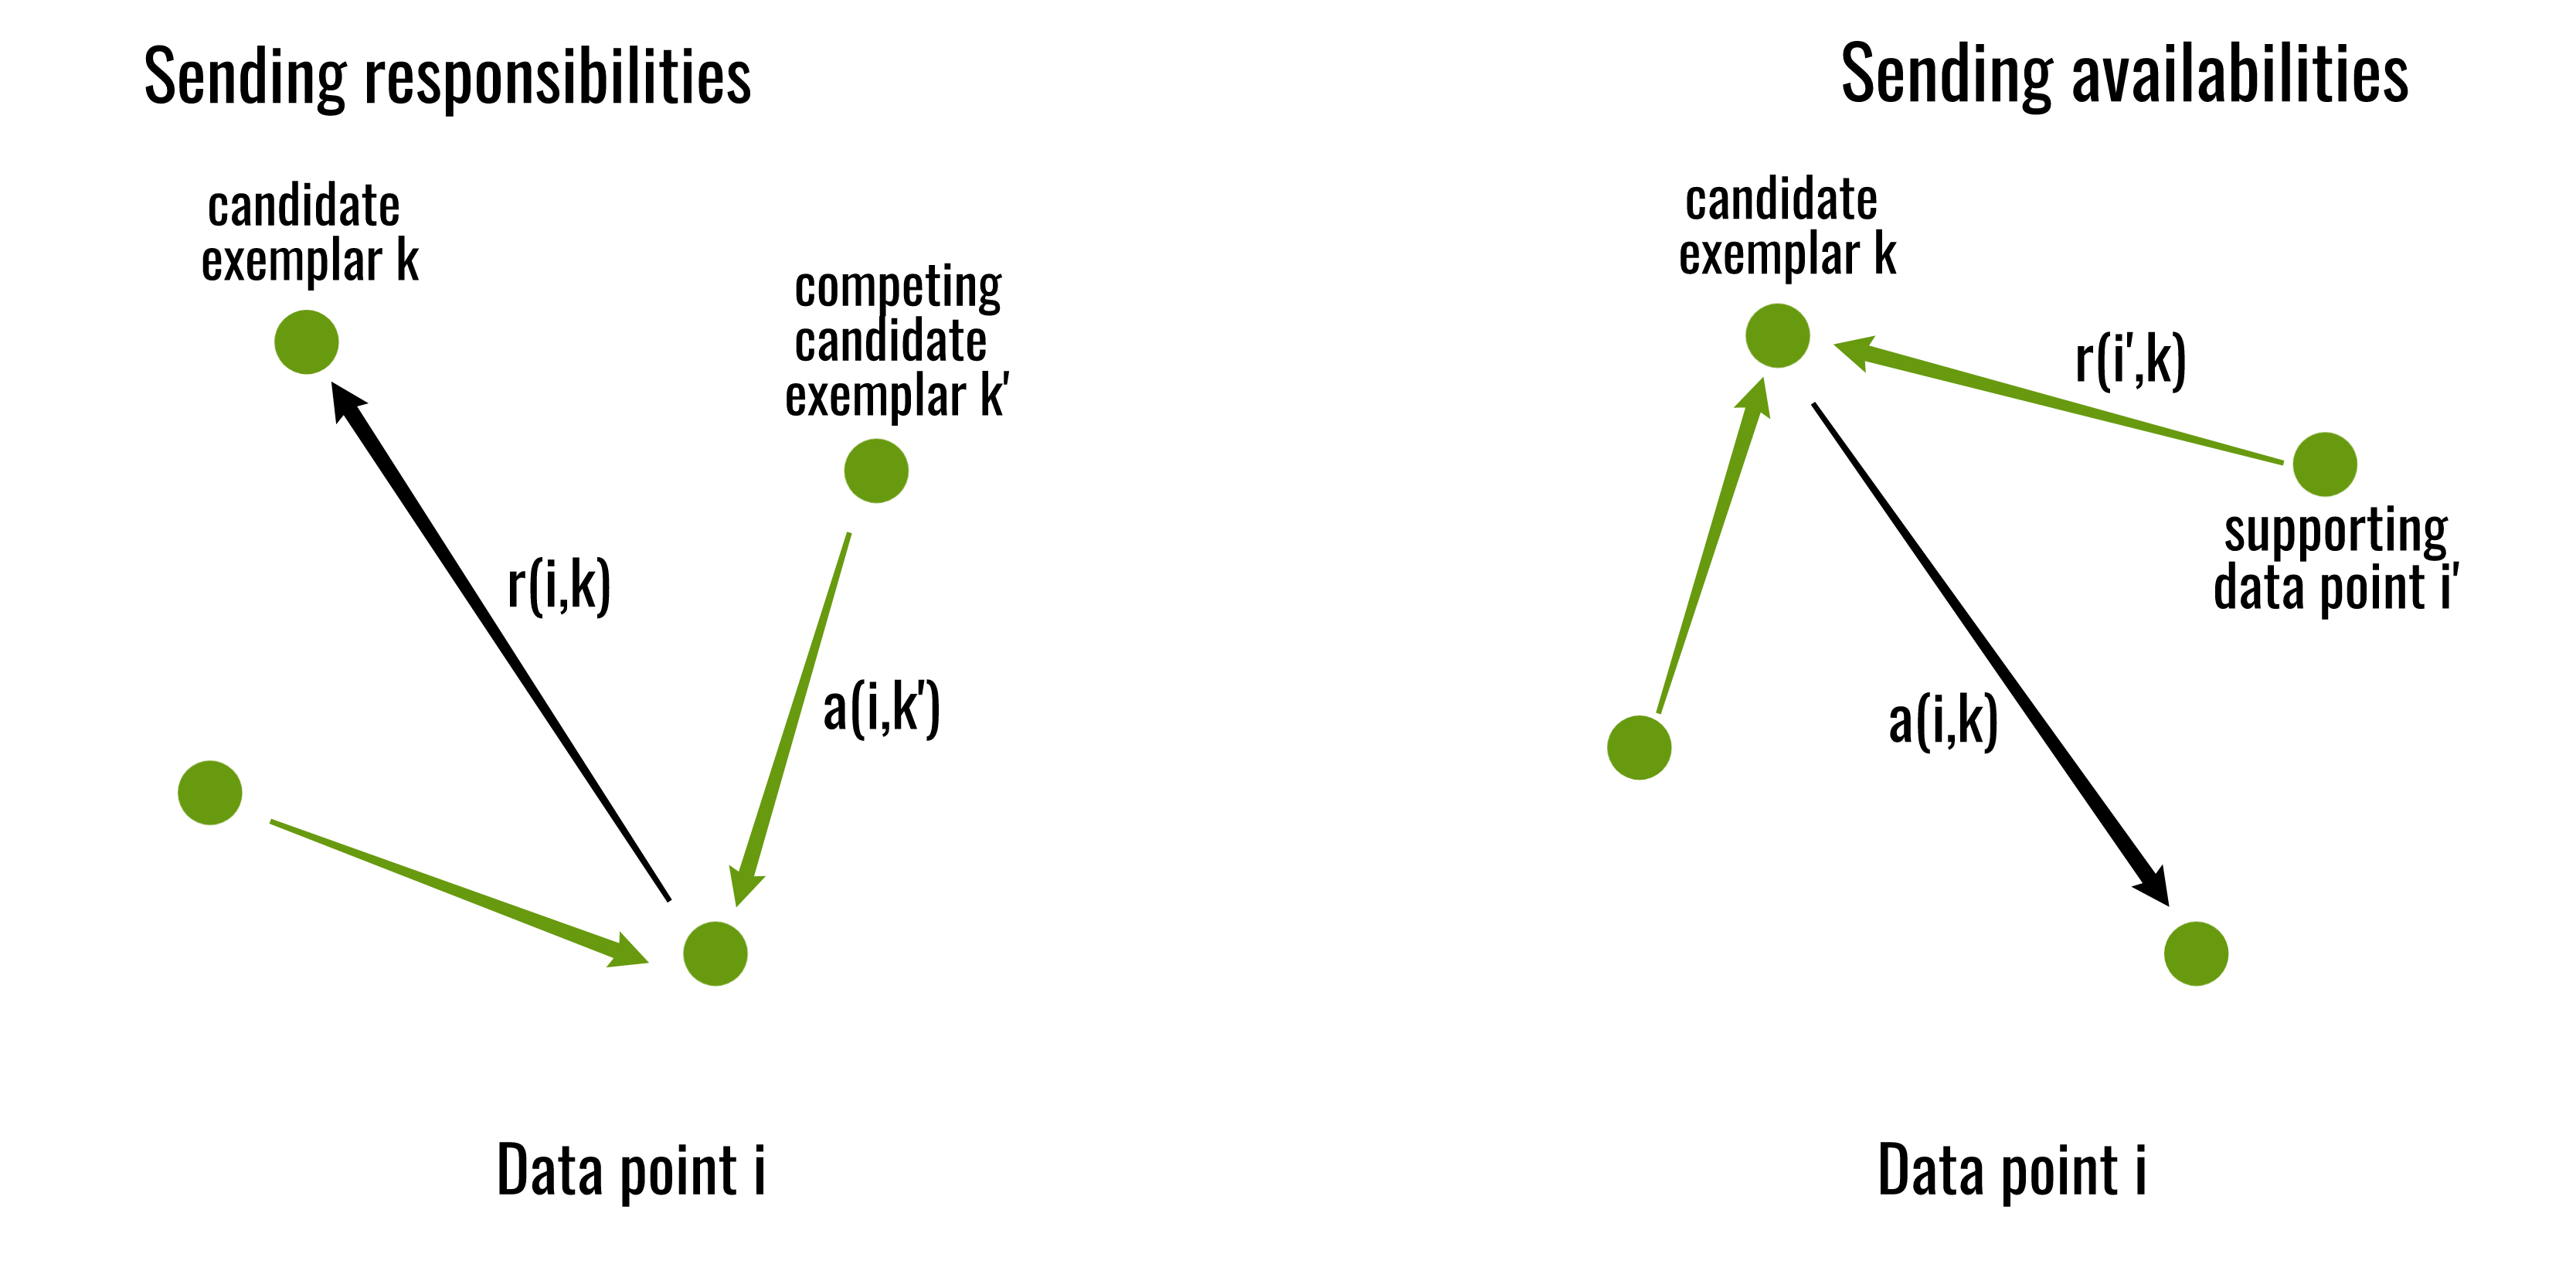 Sending responsibilities
candidate
exemplar k
competing
candidate
exemplar k'
r(i,k)
a(i,k')
Data point i
Sending availabilities
candidate
exemplar k
r(i',k)
supporting
data point i'
a(i,k)
Data point i